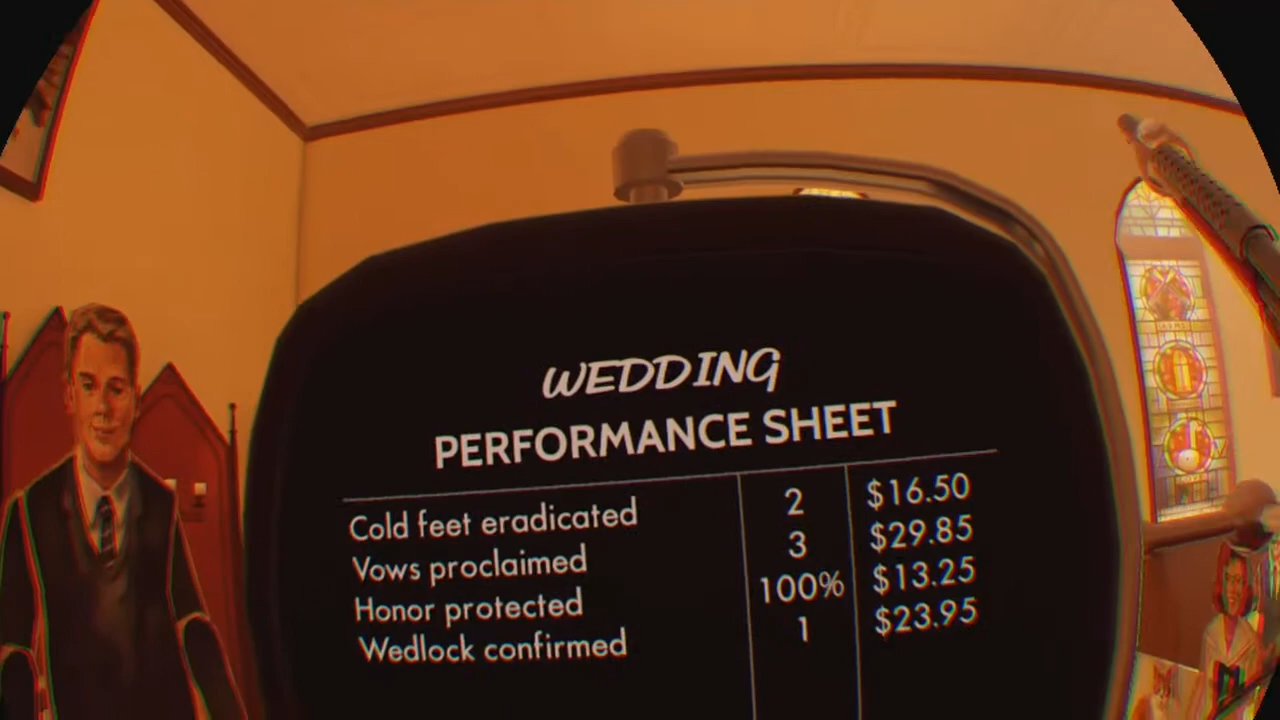 WEDDING
PERFORMANCE SHEET
Cold feet eradicated 2 $16.50
Vows proclaimed 3 $29.85
Honor protected 100% $13.25
Wedlock confirmed 1 $23.95